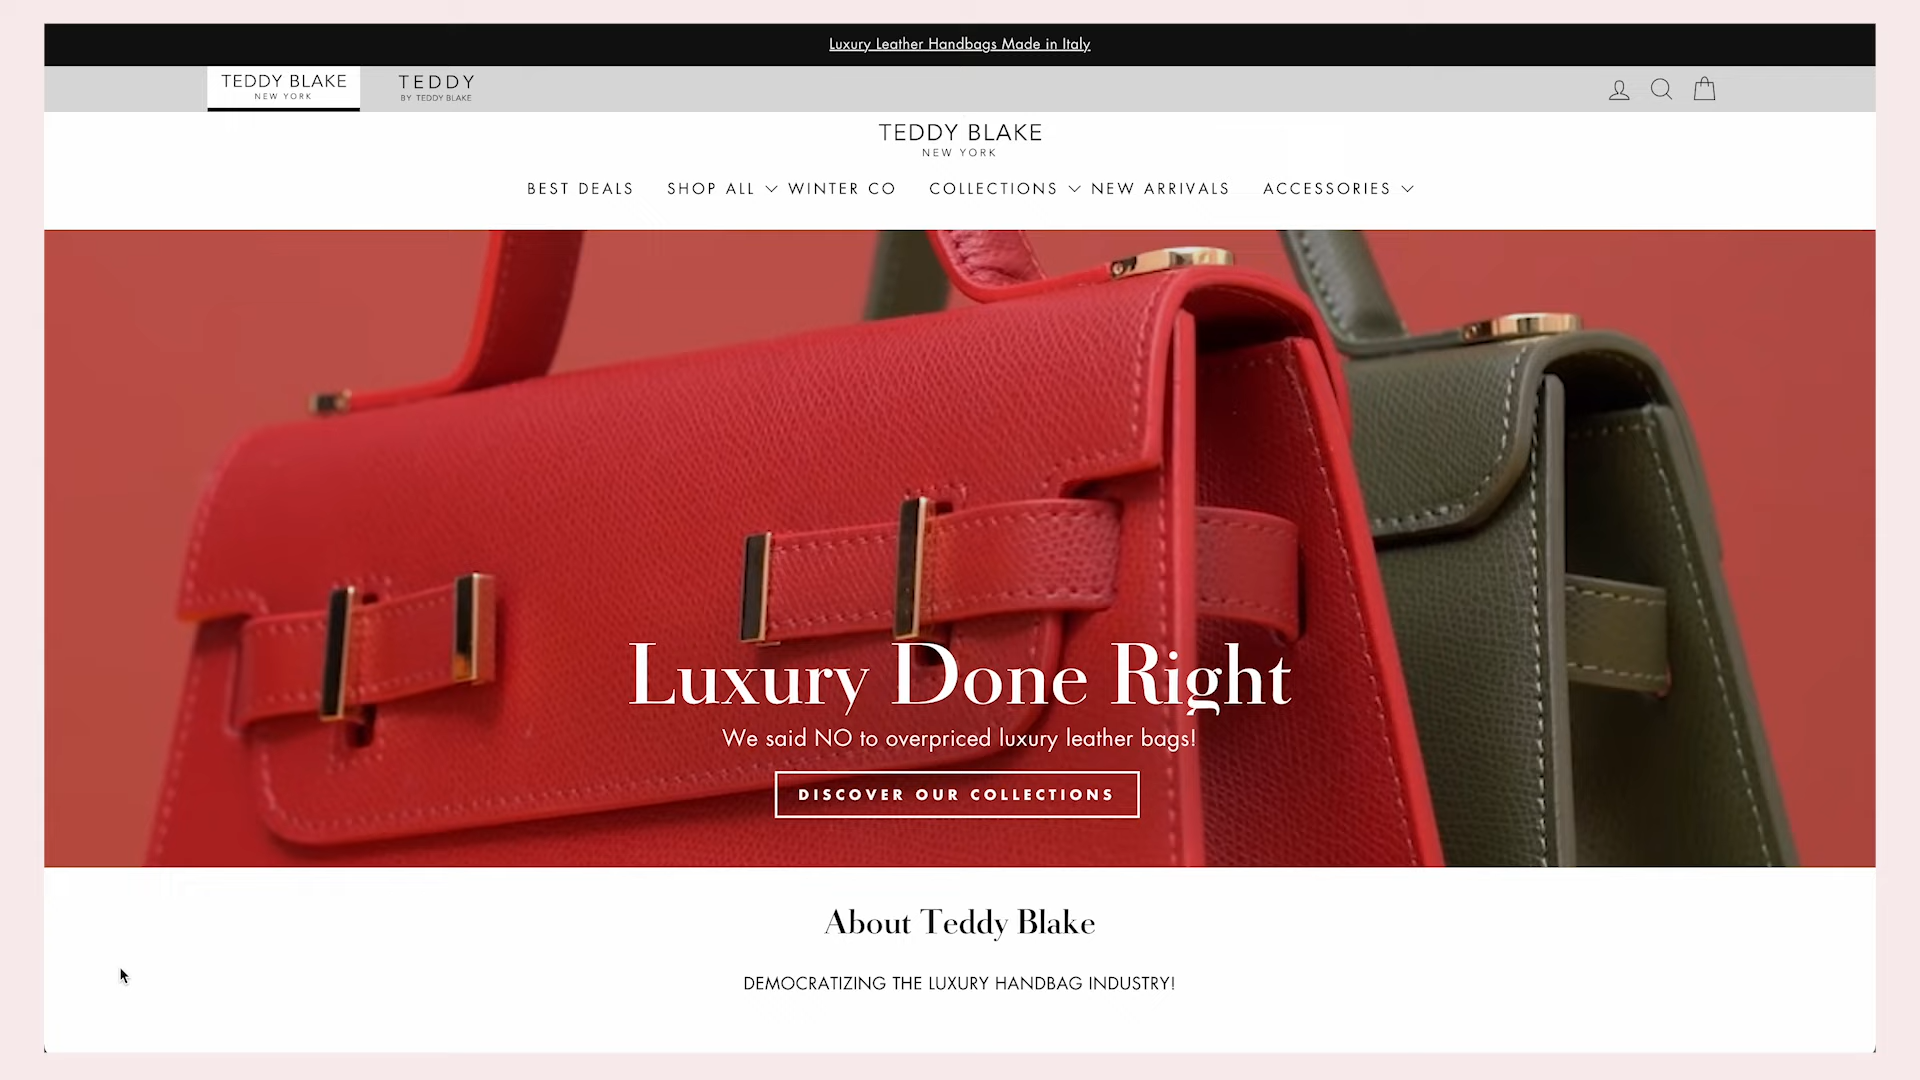 Luxury Leather Handbags Made in Italy
TEDDY BLAKE
NEW YORK
TEDDY
BY TEDDY BLAKE
TEDDY BLAKE
NEW YORK
BEST DEALS SHOP ALL WINTER CO COLLECTIONS NEW ARRIVALS ACCESSORIES
Luxury Done Right
We said NO to overpriced luxury leather bags!
DISCOVER OUR COLLECTIONS
About Teddy Blake
DEMOCRATIZING THE LUXURY HANDBAG INDUSTRY!